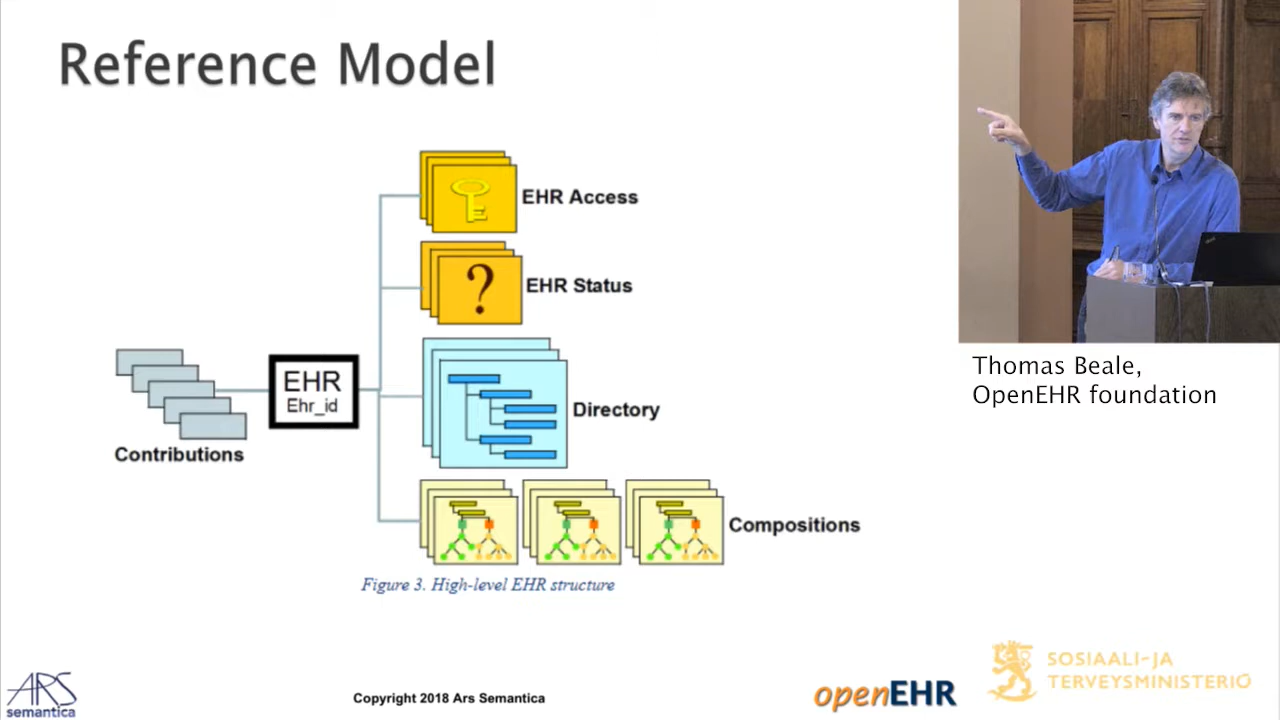 Reference Model
EHR Access
?
EHR Status
EHR
Ehr_id
Contributions
Directory
Compositions
Figure 3. High-level EHR structure
Thomas Beale,
OpenEHR foundation
ARS
semantica
Copyright 2018 Ars Semantica
openEHR
SOSIAALI-JA
TERVEYSMINISTERIÖ